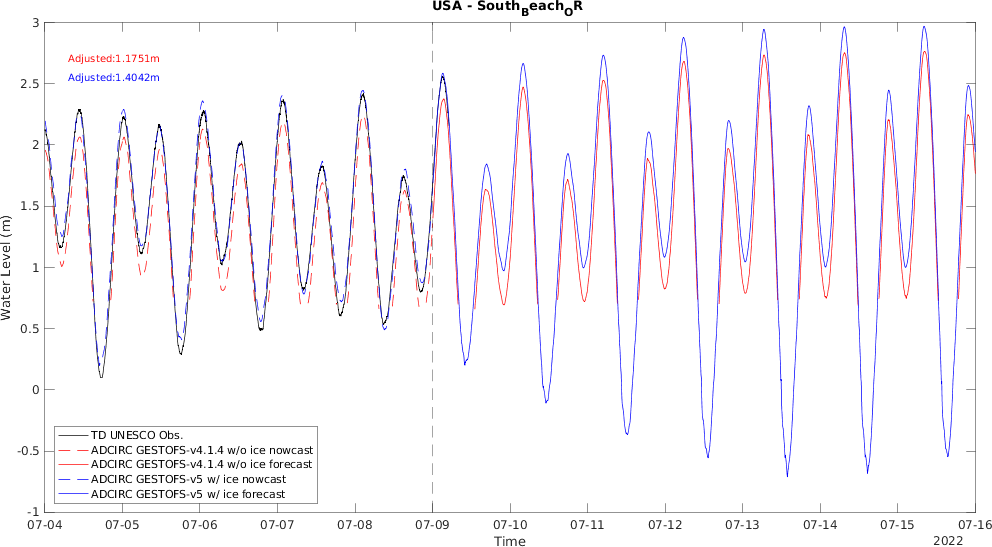 USA - SouthBeachOR
3
2.5
2
1.5
1
0.5
0
-0.5
-1
Water Level (m)
Adjusted:1.1751m
Adjusted:1.4042m
TD UNESCO Obs.
ADCIRC GESTOFS-v4.1.4 w/o ice nowcast
ADCIRC GESTOFS-v4.1.4 w/o ice forecast
ADCIRC GESTOFS-v5 w/ ice nowcast
ADCIRC GESTOFS-v5 w/ ice forecast
07-04 07-05 07-06 07-07 07-08 07-09 07-10 07-11 07-12 07-13 07-14 07-15 07-16
Time
2022